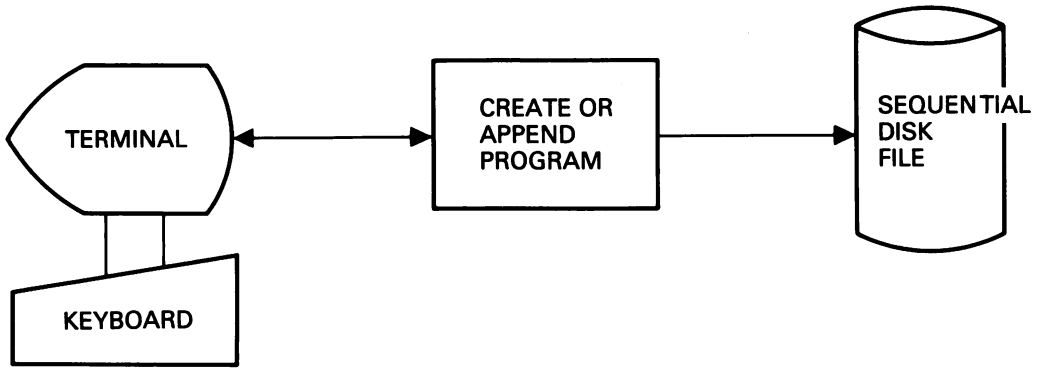 TERMINAL
KEYBOARD
CREATE OR
APPEND
PROGRAM
SEQUENTIAL
DISK
FILE